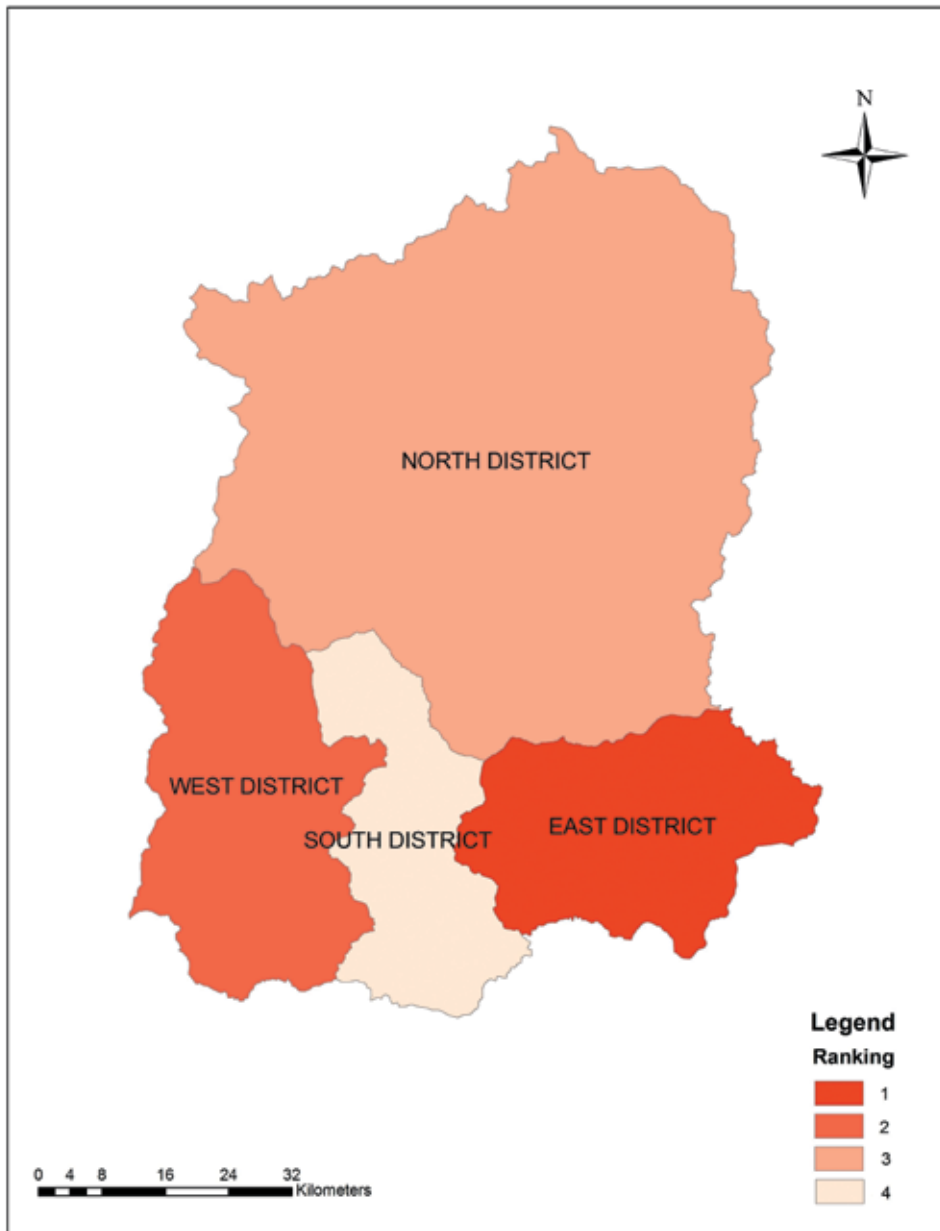 N
NORTH DISTRICT
WEST DISTRICT
EAST DISTRICT
SOUTH DISTRICT
Legend
Ranking
1
2
3
4
0 4 8 16 24 32
Kilometers